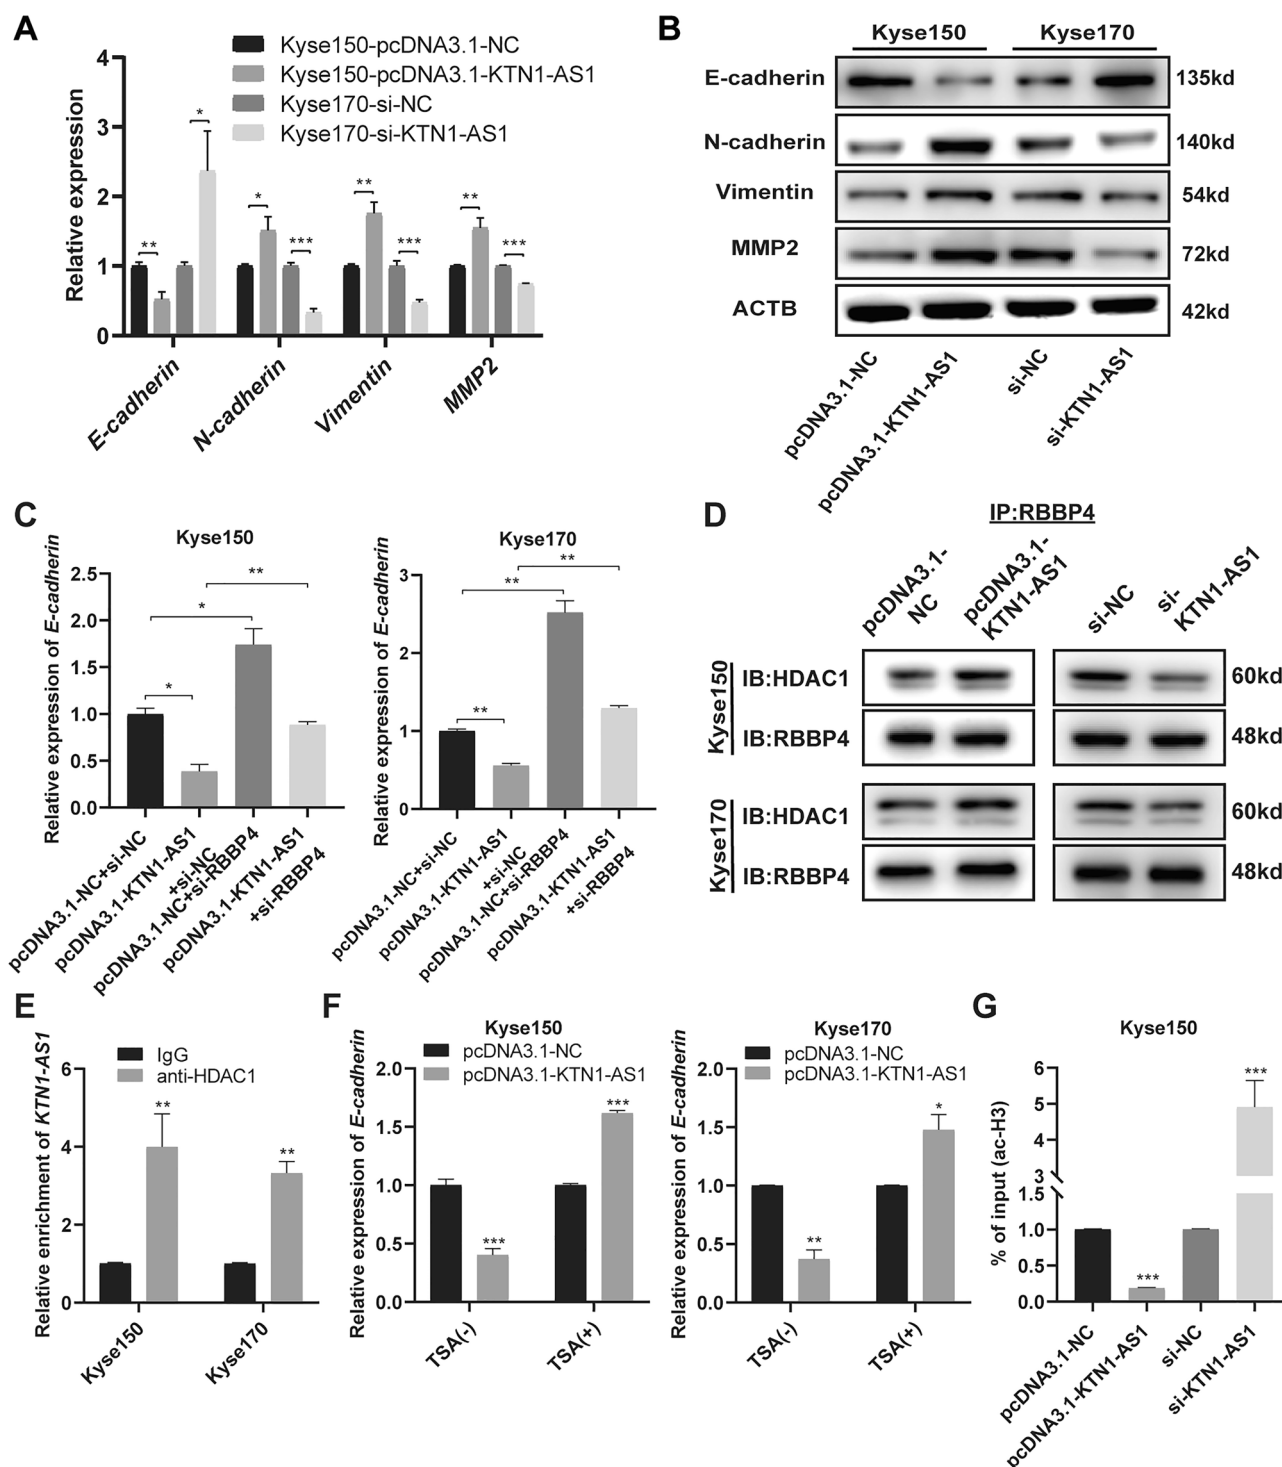 A
Kyse150-pcDNA3.1-NC
Kyse150-pcDNA3.1-KTN1-AS1
Kyse170-si-NC
Kyse170-si-KTN1-AS1
Relative expression
4
3
2
1
0
** * * *** ** *** ** ***
E-cadherin N-cadherin Vimentin MMP2
B
Kyse150 Kyse170
E-cadherin 135kd
N-cadherin 140kd
Vimentin 54kd
MMP2 72kd
ACTB 42kd
pcDNA3.1-NC pcDNA3.1-KTN1-AS1 si-NC si-KTN1-AS1
C
Kyse150
Relative expression of E-cadherin
2.5
2.0
1.5
1.0
0.5
0.0
**
*
*
pcDNA3.1-NC+si-NC
pcDNA3.1-KTN1-AS1
+si-NC
pcDNA3.1-NC+si-RBBP4
pcDNA3.1-KTN1-AS1
+si-RBBP4
Kyse170
Relative expression of E-cadherin
3
2
1
0
**
**
**
pcDNA3.1-NC+si-NC
pcDNA3.1-KTN1-AS1
+si-NC
pcDNA3.1-NC+si-RBBP4
pcDNA3.1-KTN1-AS1
+si-RBBP4
D
IP:RBBP4
pcDNA3.1-
NC
pcDNA3.1-
KTN1-AS1
si-NC
si-
KTN1-AS1
Kyse150
IB:HDAC1 60kd
IB:RBBP4 48kd
Kyse170
IB:HDAC1 60kd
IB:RBBP4 48kd
E
IgG
anti-HDAC1
Relative enrichment of KTN1-AS1
6
4
2
0
** **
Kyse150 Kyse170
F
Kyse150
pcDNA3.1-NC
pcDNA3.1-KTN1-AS1
Relative expression of E-cadherin
2.0
1.5
1.0
0.5
0.0
*** ***
TSA(-) TSA(+)
Kyse170
pcDNA3.1-NC
pcDNA3.1-KTN1-AS1
Relative expression of E-cadherin
2.0
1.5
1.0
0.5
0.0
** *
TSA(-) TSA(+)
G
Kyse150
% of input (ac-H3)
6
5
4
3
1.5
1.0
0.5
0.0
*** ***
pcDNA3.1-NC pcDNA3.1-KTN1-AS1 si-NC si-KTN1-AS1